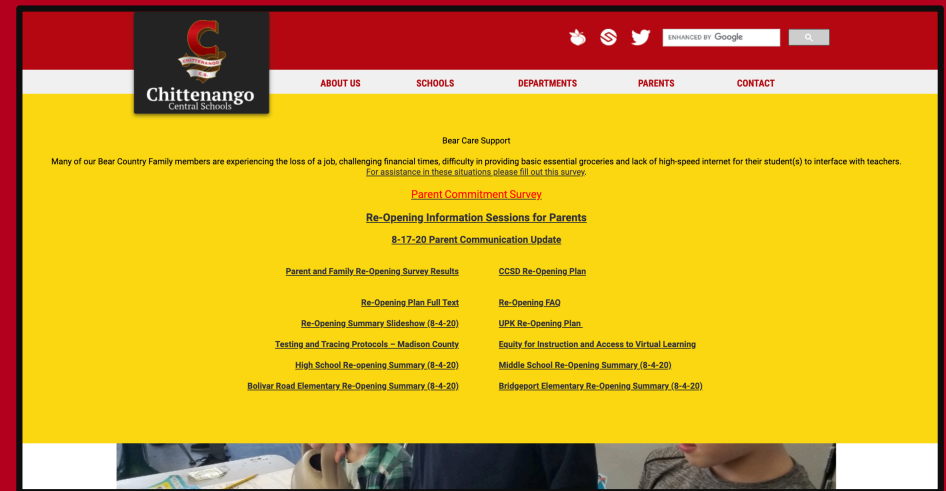 ENHANCED BY Google
C
CHITTENANGO
C.S.
Chittenango
Central Schools
ABOUT US
SCHOOLS
DEPARTMENTS
PARENTS
CONTACT
Bear Care Support
Many of our Bear Country Family members are experiencing the loss of a job, challenging financial times, difficulty in providing basic essential groceries and lack of high-speed internet for their student(s) to interface with teachers.
For assistance in these situations please fill out this survey.
Parent Commitment Survey
Re-Opening Information Sessions for Parents
8-17-20 Parent Communication Update
Parent and Family Re-Opening Survey Results
CCSD Re-Opening Plan
Re-Opening Plan Full Text
Re-Opening FAQ
Re-Opening Summary Slideshow (8-4-20)
UPK Re-Opening Plan
Testing and Tracing Protocols – Madison County
Equity for Instruction and Access to Virtual Learning
High School Re-opening Summary (8-4-20)
Middle School Re-Opening Summary (8-4-20)
Bolivar Road Elementary Re-Opening Summary (8-4-20)
Bridgeport Elementary Re-Opening Summary (8-4-20)